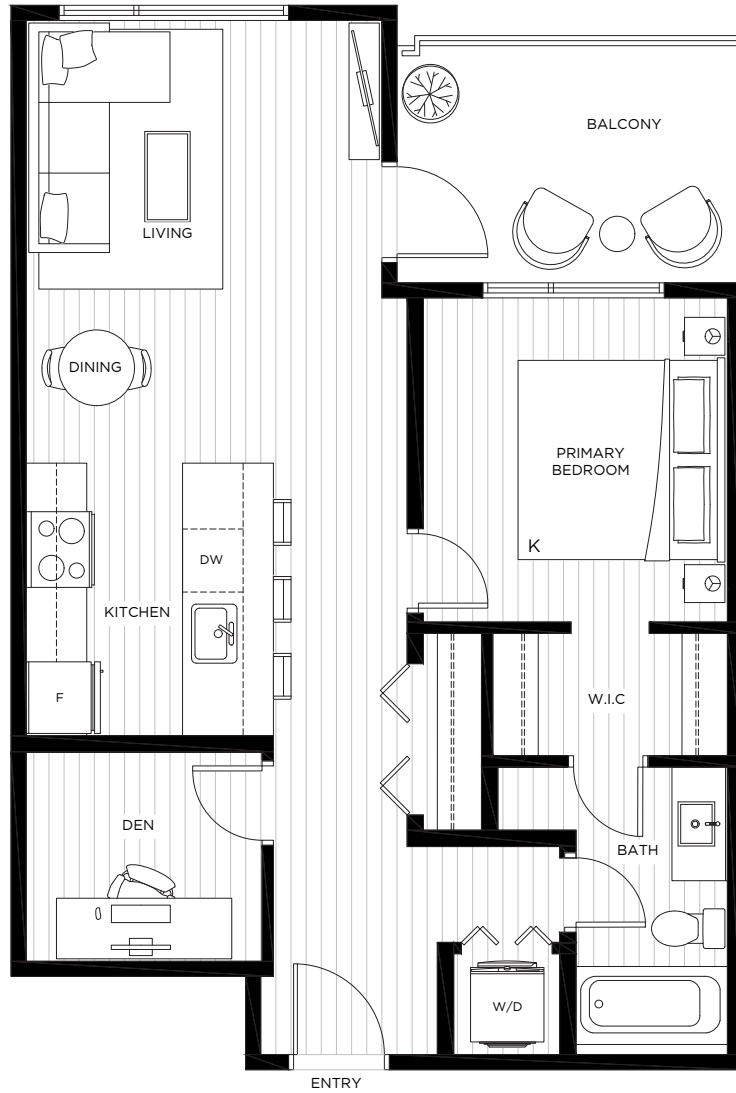 BALCONY
LIVING
DINING
PRIMARY
BEDROOM
K
DW
KITCHEN
F
W.I.C
DEN
BATH
W/D
ENTRY